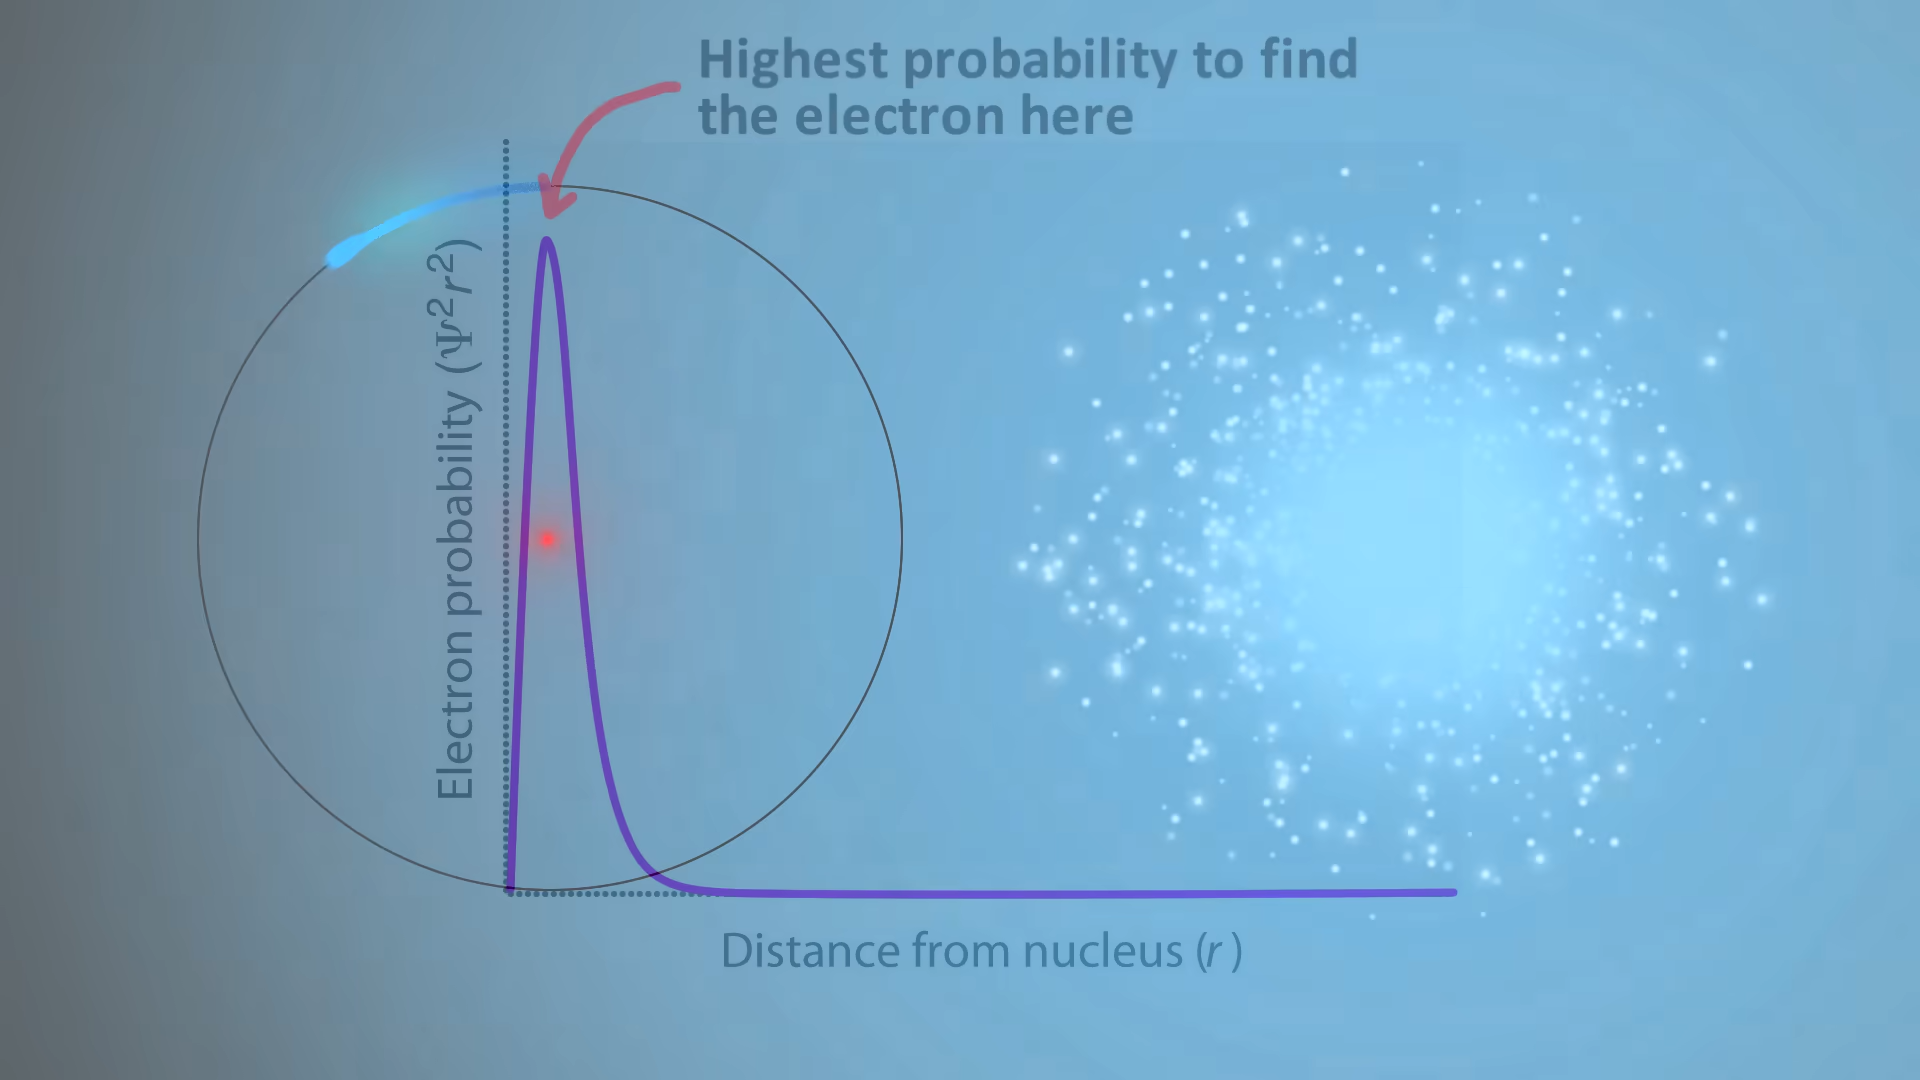 Highest probability to find
the electron here
Electron probability (Ψ²r²)
Distance from nucleus (r)